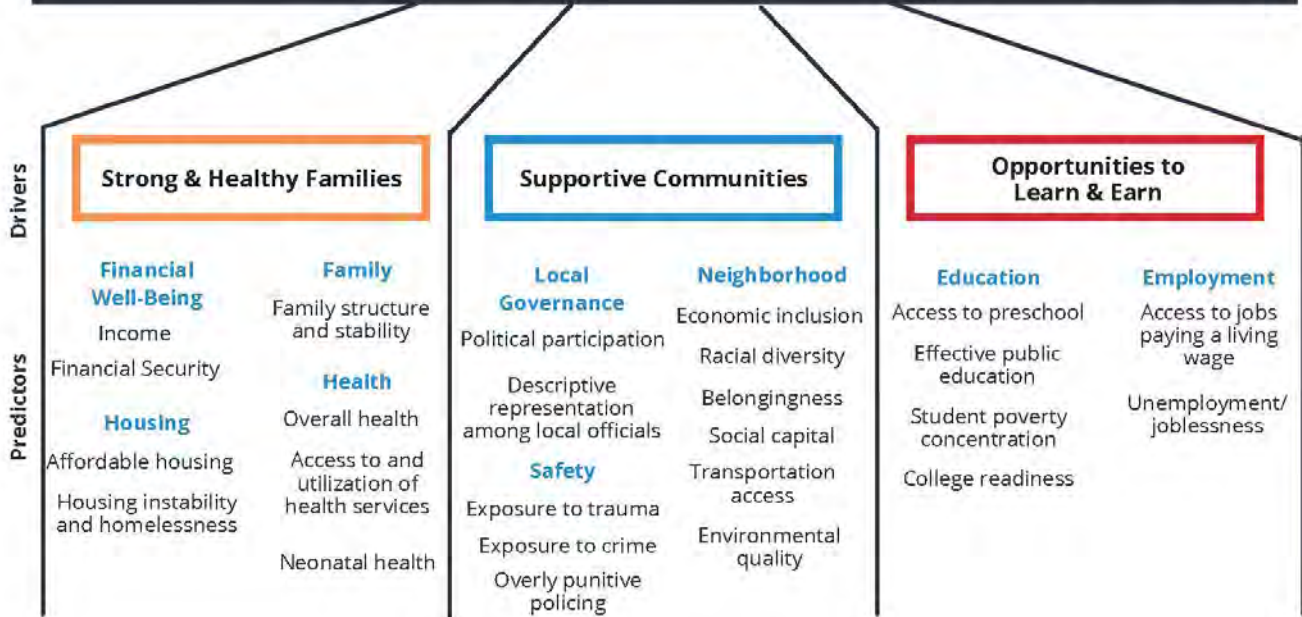 Drivers
Strong & Healthy Families
Supportive Communities
Opportunities to
Learn & Earn
Predictors
Financial
Well-Being
Income
Financial Security
Housing
Affordable housing
Housing instability
and homelessness
Family
Family structure
and stability
Health
Overall health
Access to and
utilization of
health services
Neonatal health
Local
Governance
Political participation
Descriptive
representation
among local officials
Safety
Exposure to trauma
Exposure to crime
Overly punitive
policing
Neighborhood
Economic inclusion
Racial diversity
Belongingness
Social capital
Transportation
access
Environmental
quality
Education
Access to preschool
Effective public
education
Student poverty
concentration
College readiness
Employment
Access to jobs
paying a living
wage
Unemployment/
joblessness